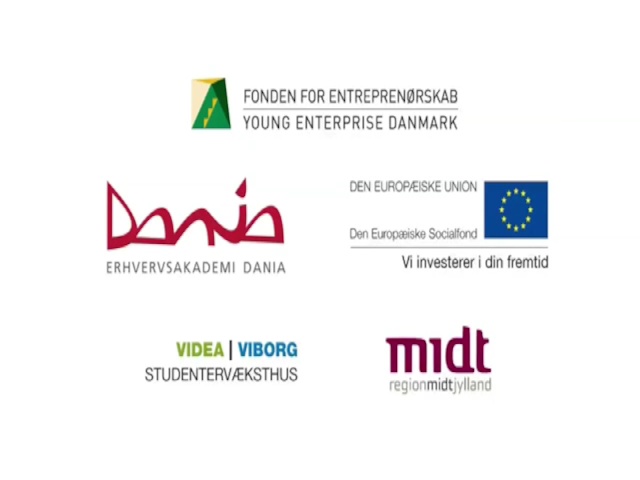 FONDEN FOR ENTREPRENØRSKAB
YOUNG ENTERPRISE DANMARK
Dania
ERHVERVSAKADEMI DANIA
DEN EUROPÆISKE UNION
Den Europæiske Socialfond
Vi investerer i din fremtid
VIDEA | VIBORG
STUDENTERVÆKSTHUS
midt
regionmidtjylland